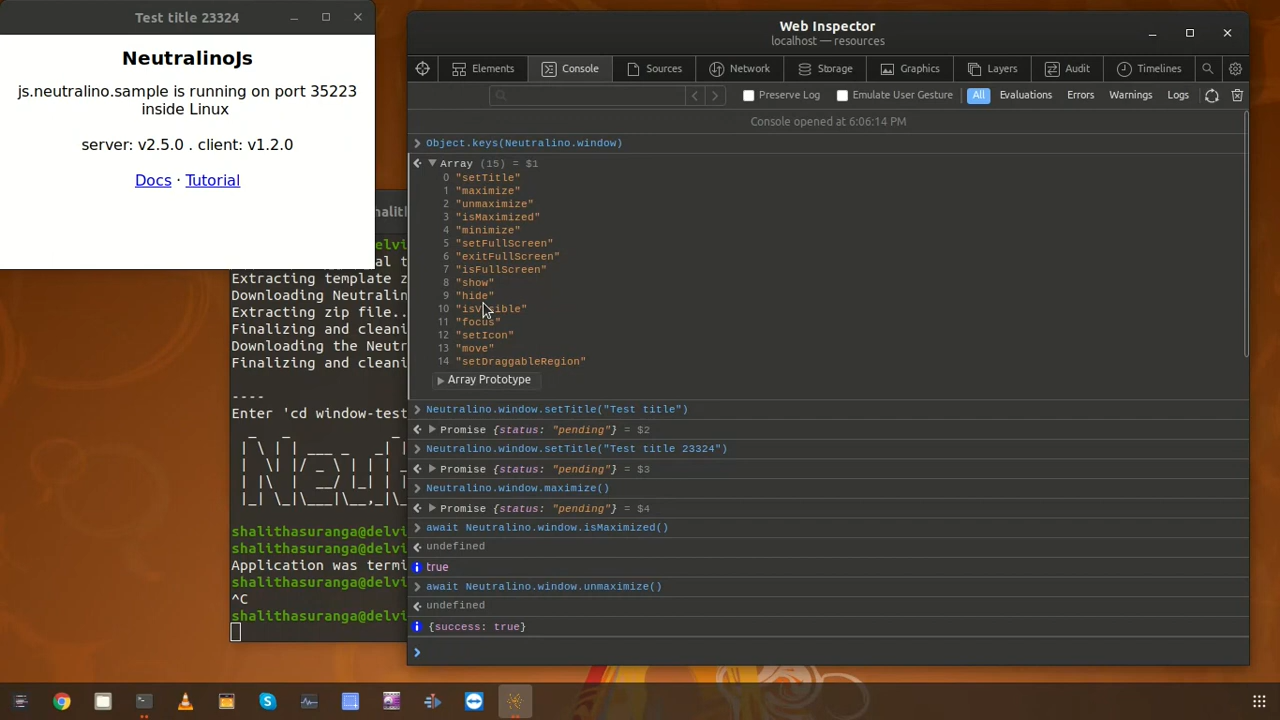 Test title 23324
NeutralinoJs
js.neutralino.sample is running on port 35223
inside Linux
server: v2.5.0 . client: v1.2.0
Docs · Tutorial
Extracting template z
Downloading Neutralin
Extracting zip file..
Finalizing and cleani
Downloading the Neutr
Finalizing and cleani
----
Enter 'cd window-test
shalithasuranga@delvi
shalithasuranga@delvi
Application was termi
shalithasuranga@delvi
^C
shalithasuranga@delvi
Web Inspector
localhost — resources
Elements
Console
Sources
Network
Storage
Graphics
Layers
Audit
Timelines
Preserve Log
Emulate User Gesture
All
Evaluations
Errors
Warnings
Logs
Console opened at 6:06:14 PM
Object.keys(Neutralino.window)
Array (15) = $1
0 "setTitle"
1 "maximize"
2 "unmaximize"
3 "isMaximized"
4 "minimize"
5 "setFullScreen"
6 "exitFullScreen"
7 "isFullScreen"
8 "show"
9 "hide"
10 "isVisible"
11 "focus"
12 "setIcon"
13 "move"
14 "setDraggableRegion"
Array Prototype
Neutralino.window.setTitle("Test title")
Promise {status: "pending"} = $2
Neutralino.window.setTitle("Test title 23324")
Promise {status: "pending"} = $3
Neutralino.window.maximize()
Promise {status: "pending"} = $4
await Neutralino.window.isMaximized()
undefined
true
await Neutralino.window.unmaximize()
undefined
{success: true}